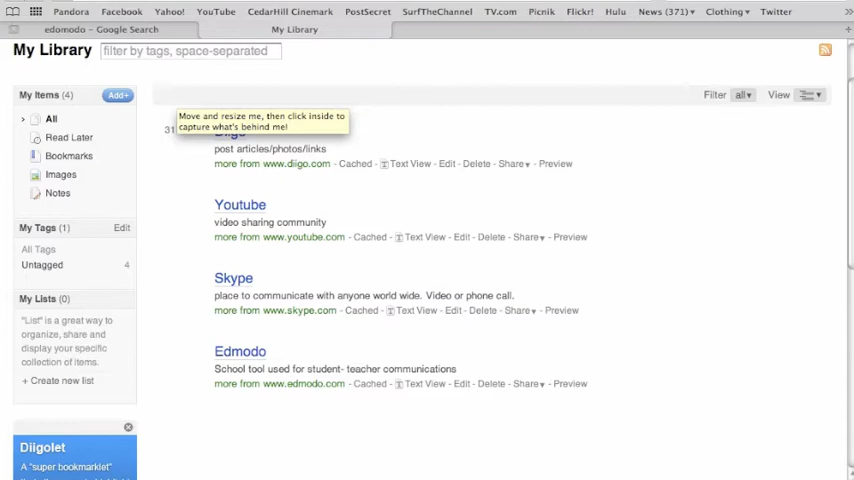 Pandora Facebook Yahoo! YouTube CedarHill Cinemark PostSecret SurfTheChannel TV.com Picnik Flickr! Hulu News (371)▾ Clothing▾ Twitter
edomodo - Google Search My Library
My Library filter by tags, space-separated
My Items (4) Add+
Filter all▾ View
All
Read Later
Bookmarks
Images
Notes
My Tags (1) Edit
All Tags
Untagged 4
My Lists (0)
"List" is a great way to
organize, share and
display your specific
collection of items.
+ Create new list
Diigolet
A "super bookmarklet"
Move and resize me, then click inside to
capture what's behind me!
31
Diigo
post articles/photos/links
more from www.diigo.com - Cached - Text View - Edit - Delete - Share▾ - Preview
Youtube
video sharing community
more from www.youtube.com - Cached - Text View - Edit - Delete - Share▾ - Preview
Skype
place to communicate with anyone world wide. Video or phone call.
more from www.skype.com - Cached - Text View - Edit - Delete - Share▾ - Preview
Edmodo
School tool used for student- teacher communications
more from www.edmodo.com - Cached - Text View - Edit - Delete - Share▾ - Preview